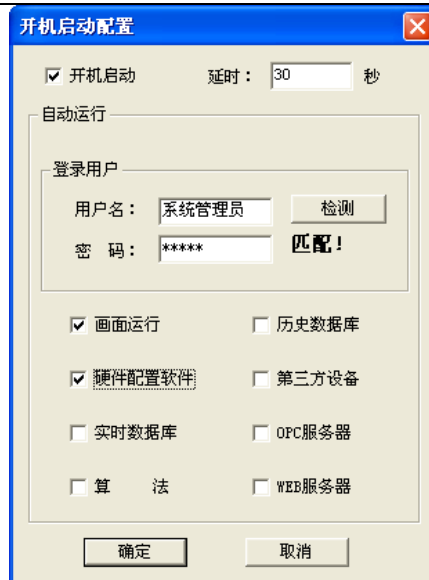 开机启动配置
开机启动 延时: 30 秒
自动运行
登录用户
用户名: 系统管理员 检测
密 码: ***** 匹配!
画面运行 历史数据库
硬件配置软件 第三方设备
实时数据库 OPC服务器
算 法 WEB服务器
确定 取消